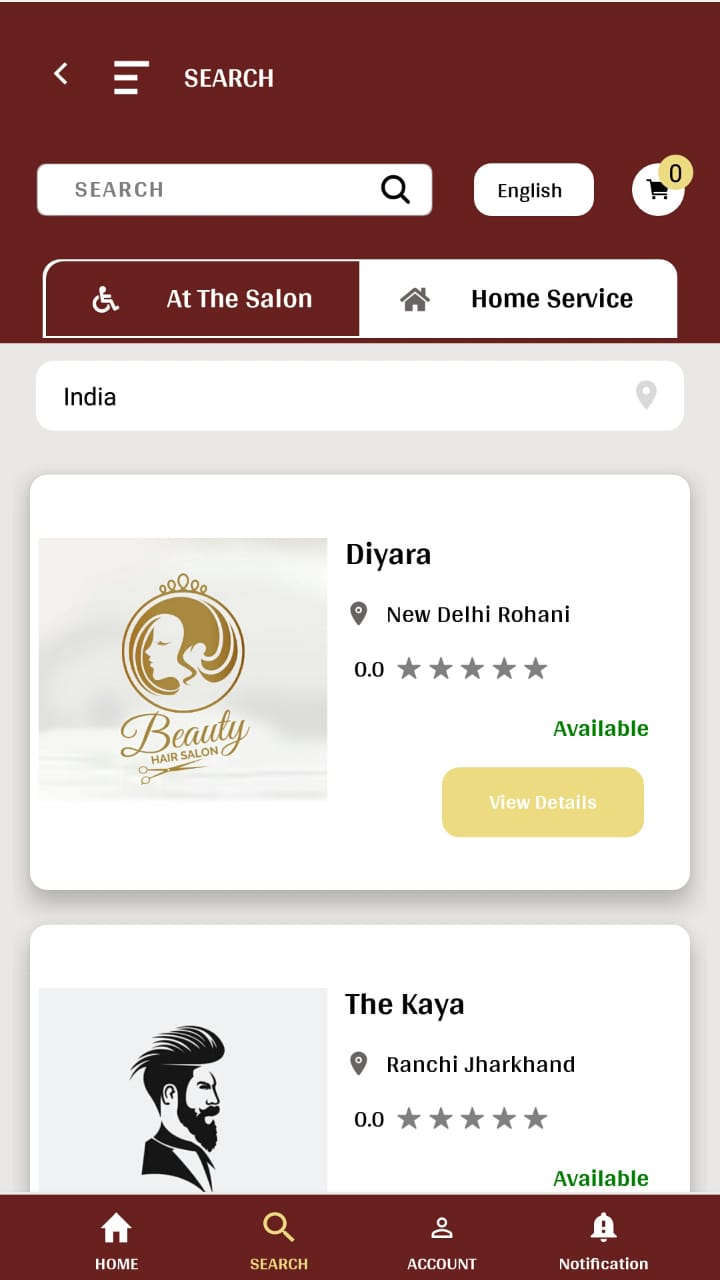 SEARCH
SEARCH
English
0
At The Salon
Home Service
India
Diyara
New Delhi Rohani
0.0
Beauty
HAIR SALON
Available
View Details
The Kaya
Ranchi Jharkhand
0.0
Available
HOME
SEARCH
ACCOUNT
Notification